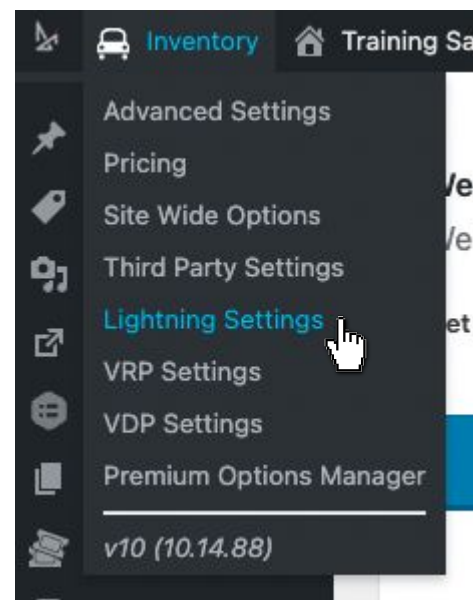 Inventory Training Sa
Advanced Settings
Pricing
Site Wide Options
Third Party Settings
Lightning Settings
VRP Settings
VDP Settings
Premium Options Manager
v10 (10.14.88)